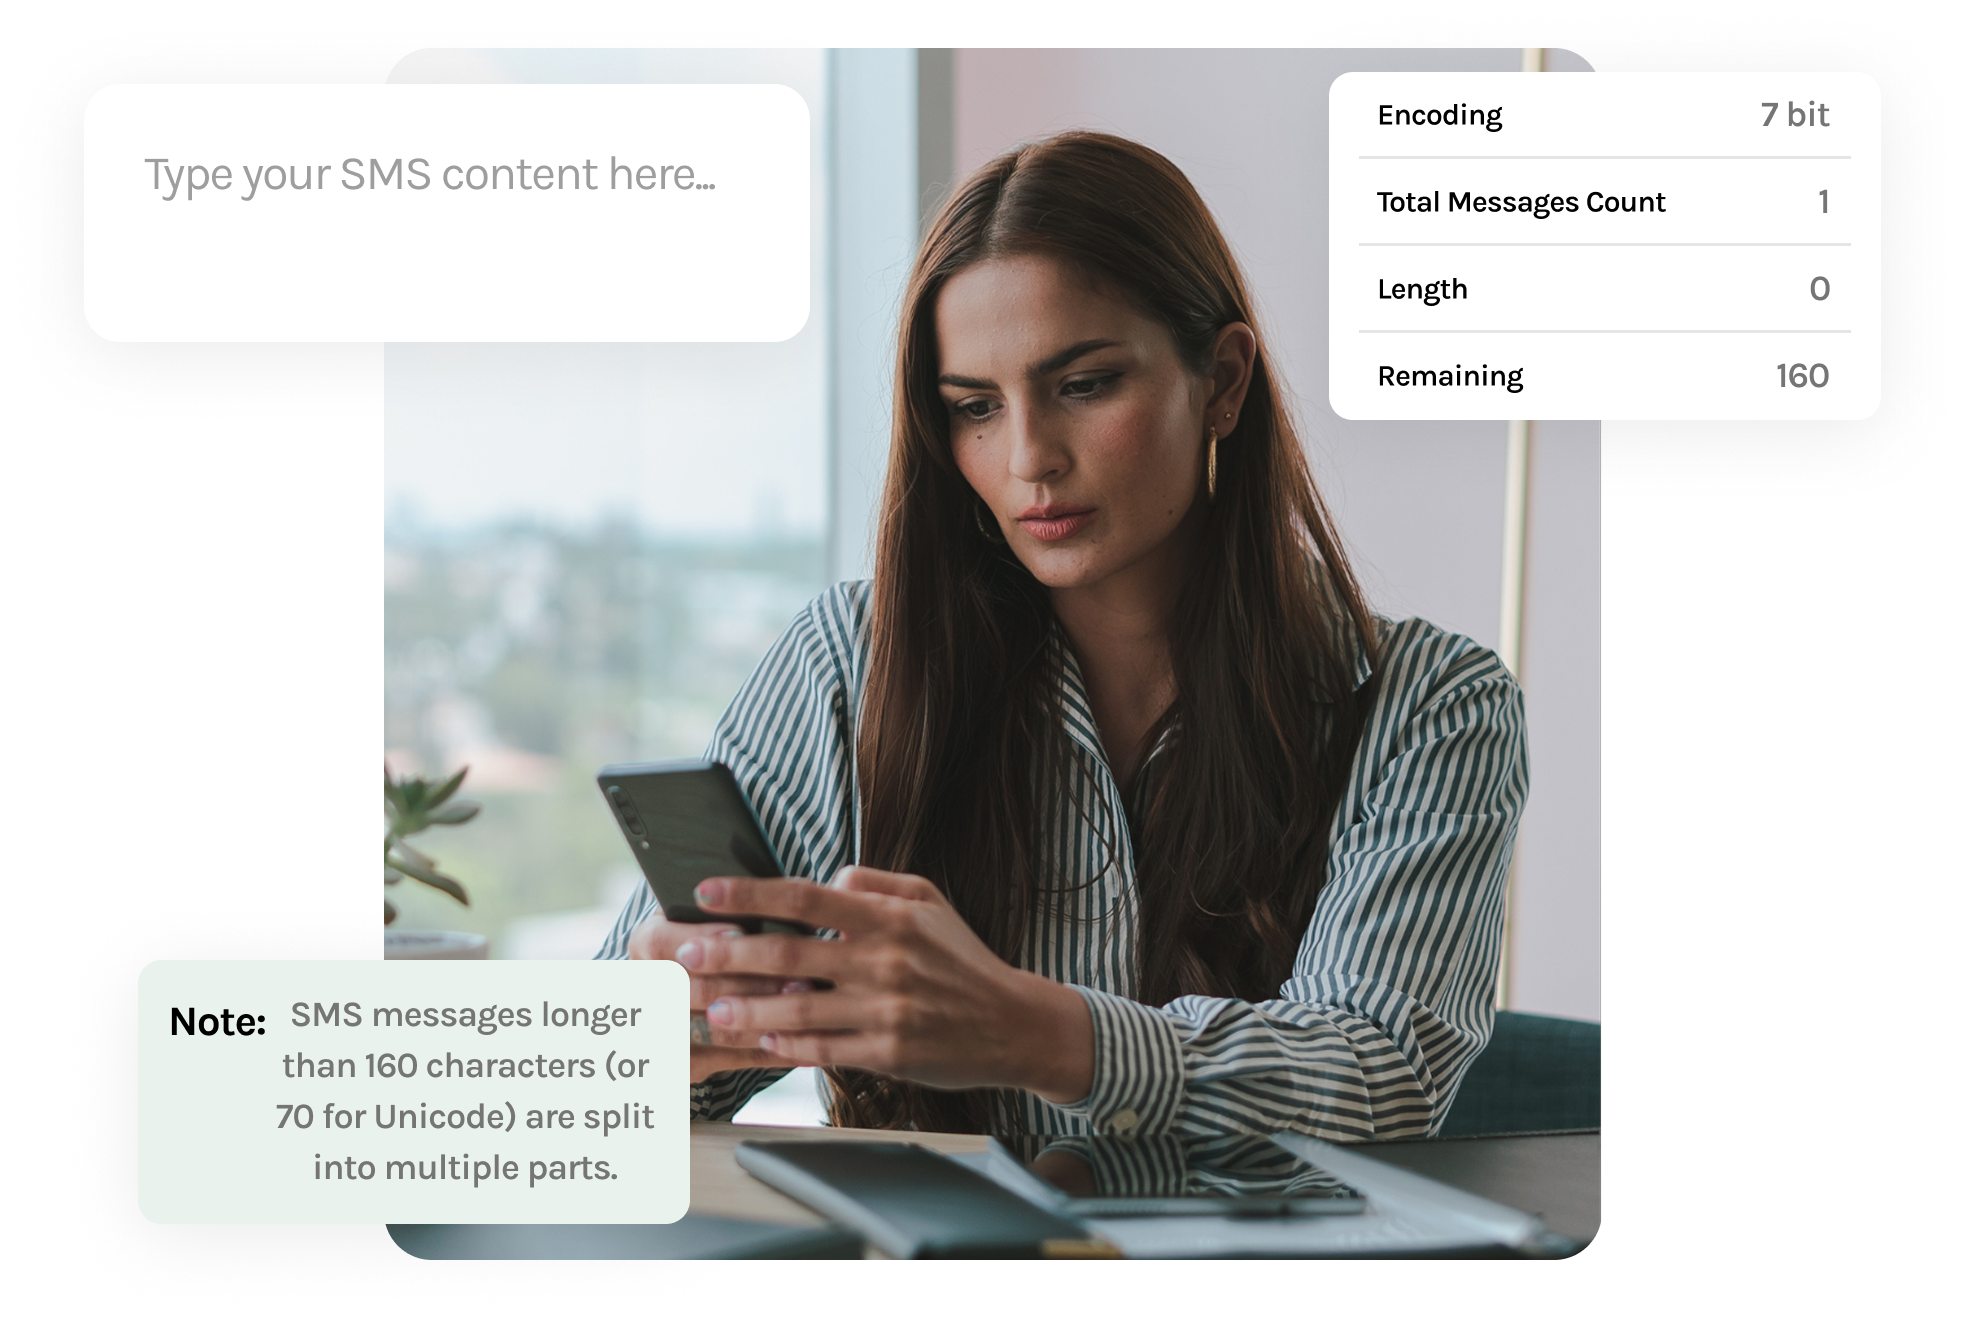 Type your SMS content here...
Encoding 7 bit
Total Messages Count 1
Length 0
Remaining 160
Note: SMS messages longer
than 160 characters (or
70 for Unicode) are split
into multiple parts.